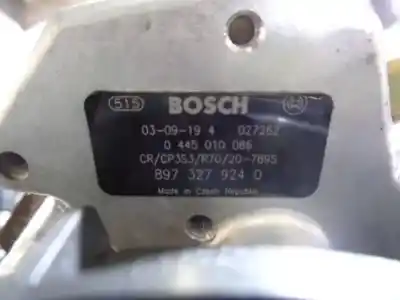 515 BOSCH
03-09-19 4 027262
0 445 010 086
CR/CP3S3/R70/20-789S
897 327 924 0
Made in Czech Republic